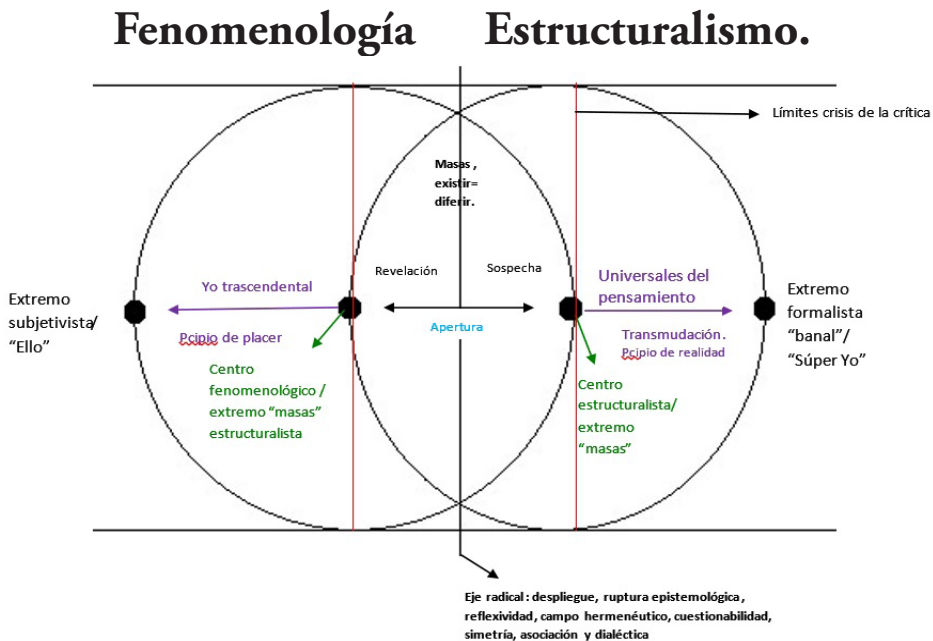 Fenomenología Estructuralismo.
Límites crisis de la crítica
Masas ,
existir=
diferir.
Revelación
Sospecha
Apertura
Yo trascendental
Pcipio de placer
Universales del
pensamiento
Transmudación.
Pcipio de realidad
Extremo
subjetivista/
“Ello”
Extremo
formalista
“banal”/
“Súper Yo”
Centro
fenomenológico /
extremo “masas”
estructuralista
Centro
estructuralista/
extremo
“masas”
Eje radical: despliegue, ruptura epistemológica,
reflexividad, campo hermenéutico, cuestionabilidad,
simetría, asociación y dialéctica